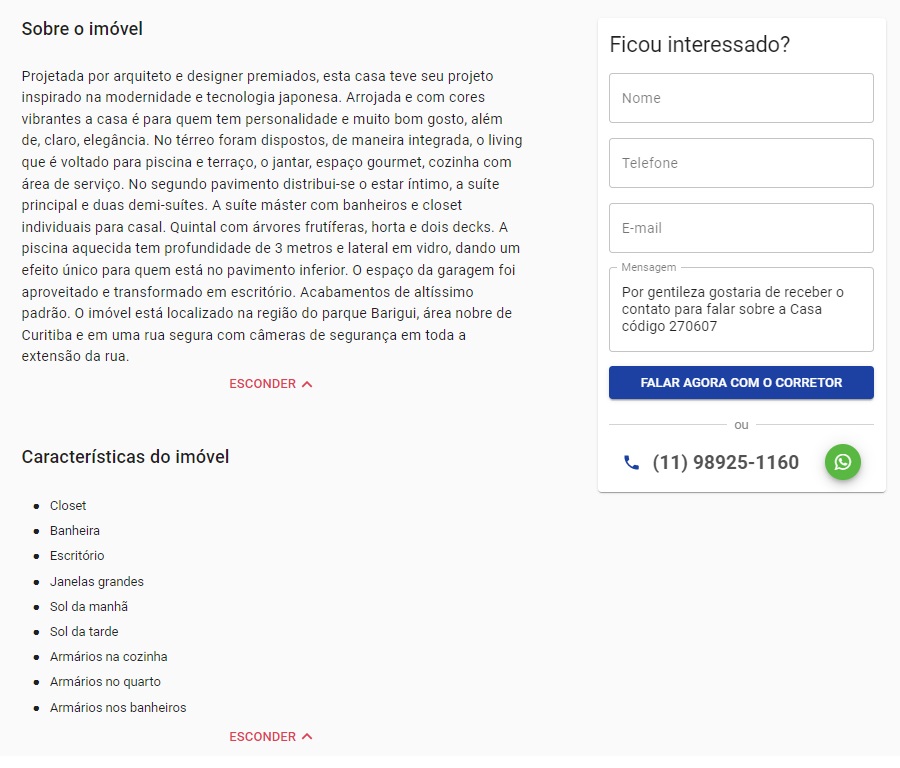 Sobre o imóvel
Projetada por arquiteto e designer premiados, esta casa teve seu projeto
inspirado na modernidade e tecnologia japonesa. Arrojada e com cores
vibrantes a casa é para quem tem personalidade e muito bom gosto, além
de, claro, elegância. No térreo foram dispostos, de maneira integrada, o living
que é voltado para piscina e terraço, o jantar, espaço gourmet, cozinha com
área de serviço. No segundo pavimento distribui-se o estar íntimo, a suíte
principal e duas demi-suítes. A suíte máster com banheiros e closet
individuais para casal. Quintal com árvores frutíferas, horta e dois decks. A
piscina aquecida tem profundidade de 3 metros e lateral em vidro, dando um
efeito único para quem está no pavimento inferior. O espaço da garagem foi
aproveitado e transformado em escritório. Acabamentos de altíssimo
padrão. O imóvel está localizado na região do parque Barigui, área nobre de
Curitiba e em uma rua segura com câmeras de segurança em toda a
extensão da rua.
ESCONDER
Características do imóvel
Closet
Banheira
Escritório
Janelas grandes
Sol da manhã
Sol da tarde
Armários na cozinha
Armários no quarto
Armários nos banheiros
ESCONDER
Ficou interessado?
Nome
Telefone
E-mail
Mensagem
Por gentileza gostaria de receber o
contato para falar sobre a Casa
código 270607
FALAR AGORA COM O CORRETOR
ou
(11) 98925-1160